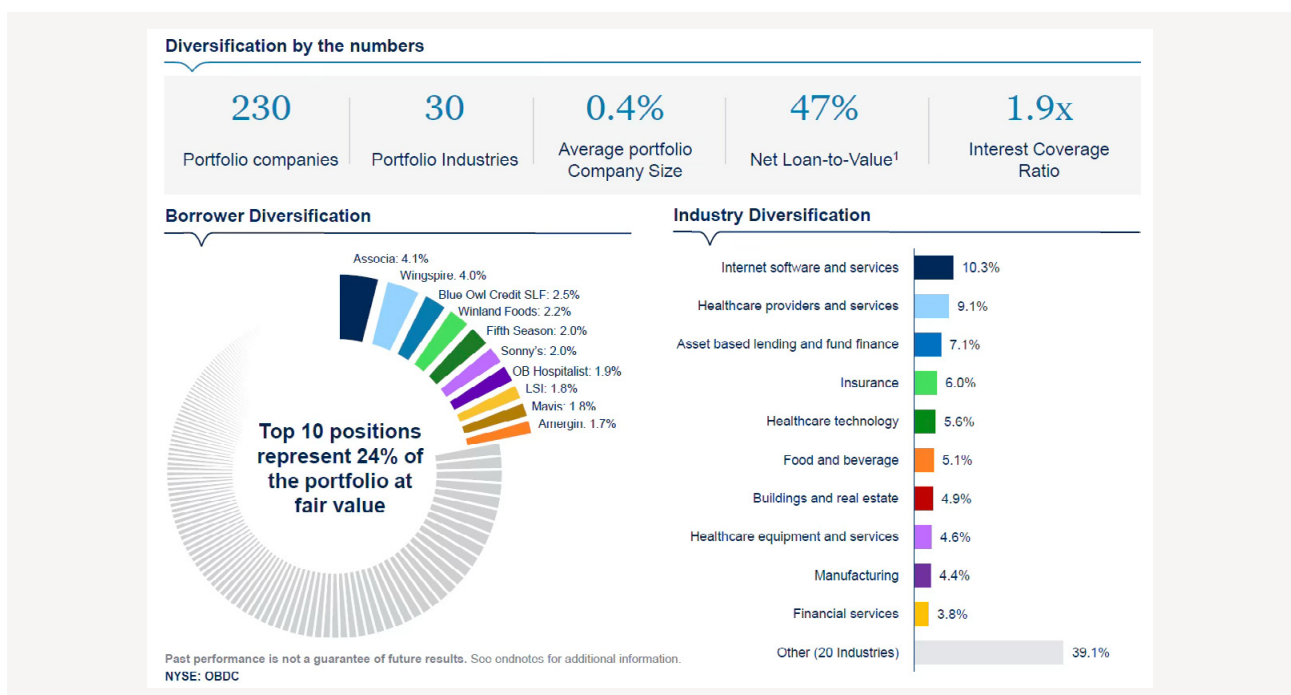 Diversification by the numbers
230
Portfolio companies
30
Portfolio Industries
0.4%
Average portfolio
Company Size
47%
Net Loan-to-Value¹
1.9x
Interest Coverage
Ratio
Borrower Diversification
Associa: 4.1%
Wingspire: 4.0%
Blue Owl Credit SLF: 2.5%
Winland Foods: 2.2%
Fifth Season: 2.0%
Sonny's: 2.0%
OB Hospitalist: 1.9%
LSI: 1.8%
Mavis: 1.8%
Amergin: 1.7%
Top 10 positions
represent 24% of
the portfolio at
fair value
Industry Diversification
Internet software and services 10.3%
Healthcare providers and services 9.1%
Asset based lending and fund finance 7.1%
Insurance 6.0%
Healthcare technology 5.6%
Food and beverage 5.1%
Buildings and real estate 4.9%
Healthcare equipment and services 4.6%
Manufacturing 4.4%
Financial services 3.8%
Other (20 Industries) 39.1%
Past performance is not a guarantee of future results. See endnotes for additional information.
NYSE: OBDC